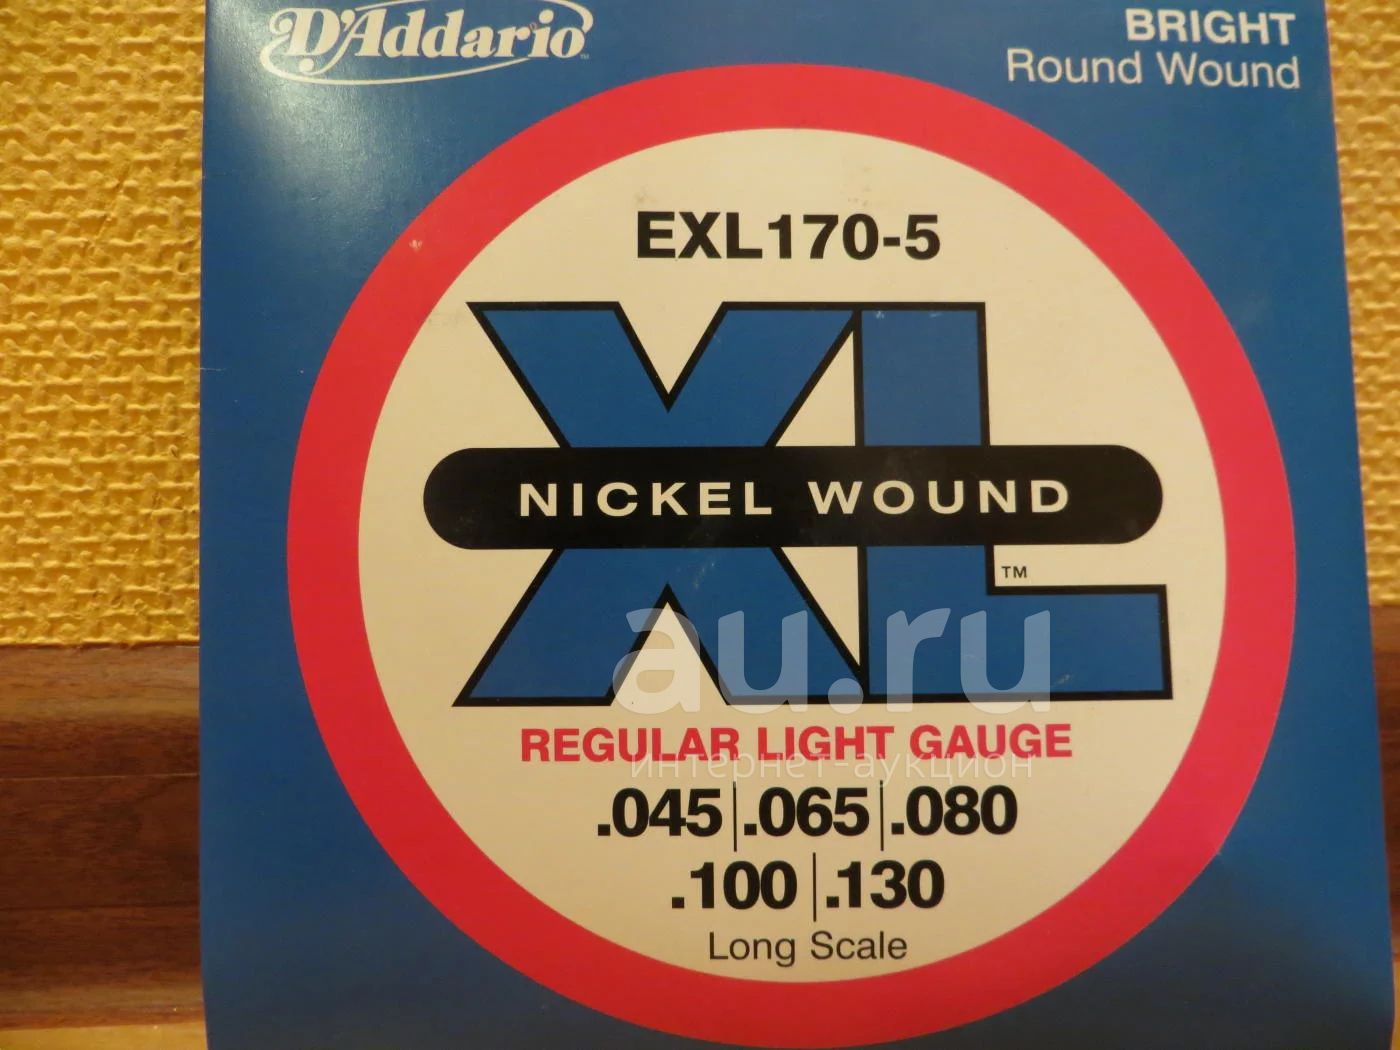 D'Addario
BRIGHT
Round Wound
EXL170-5
XL
NICKEL WOUND
TM
au.ru
REGULAR LIGHT GAUGE
интернет-аукцион
.045 | .065 | .080
.100 | .130
Long Scale